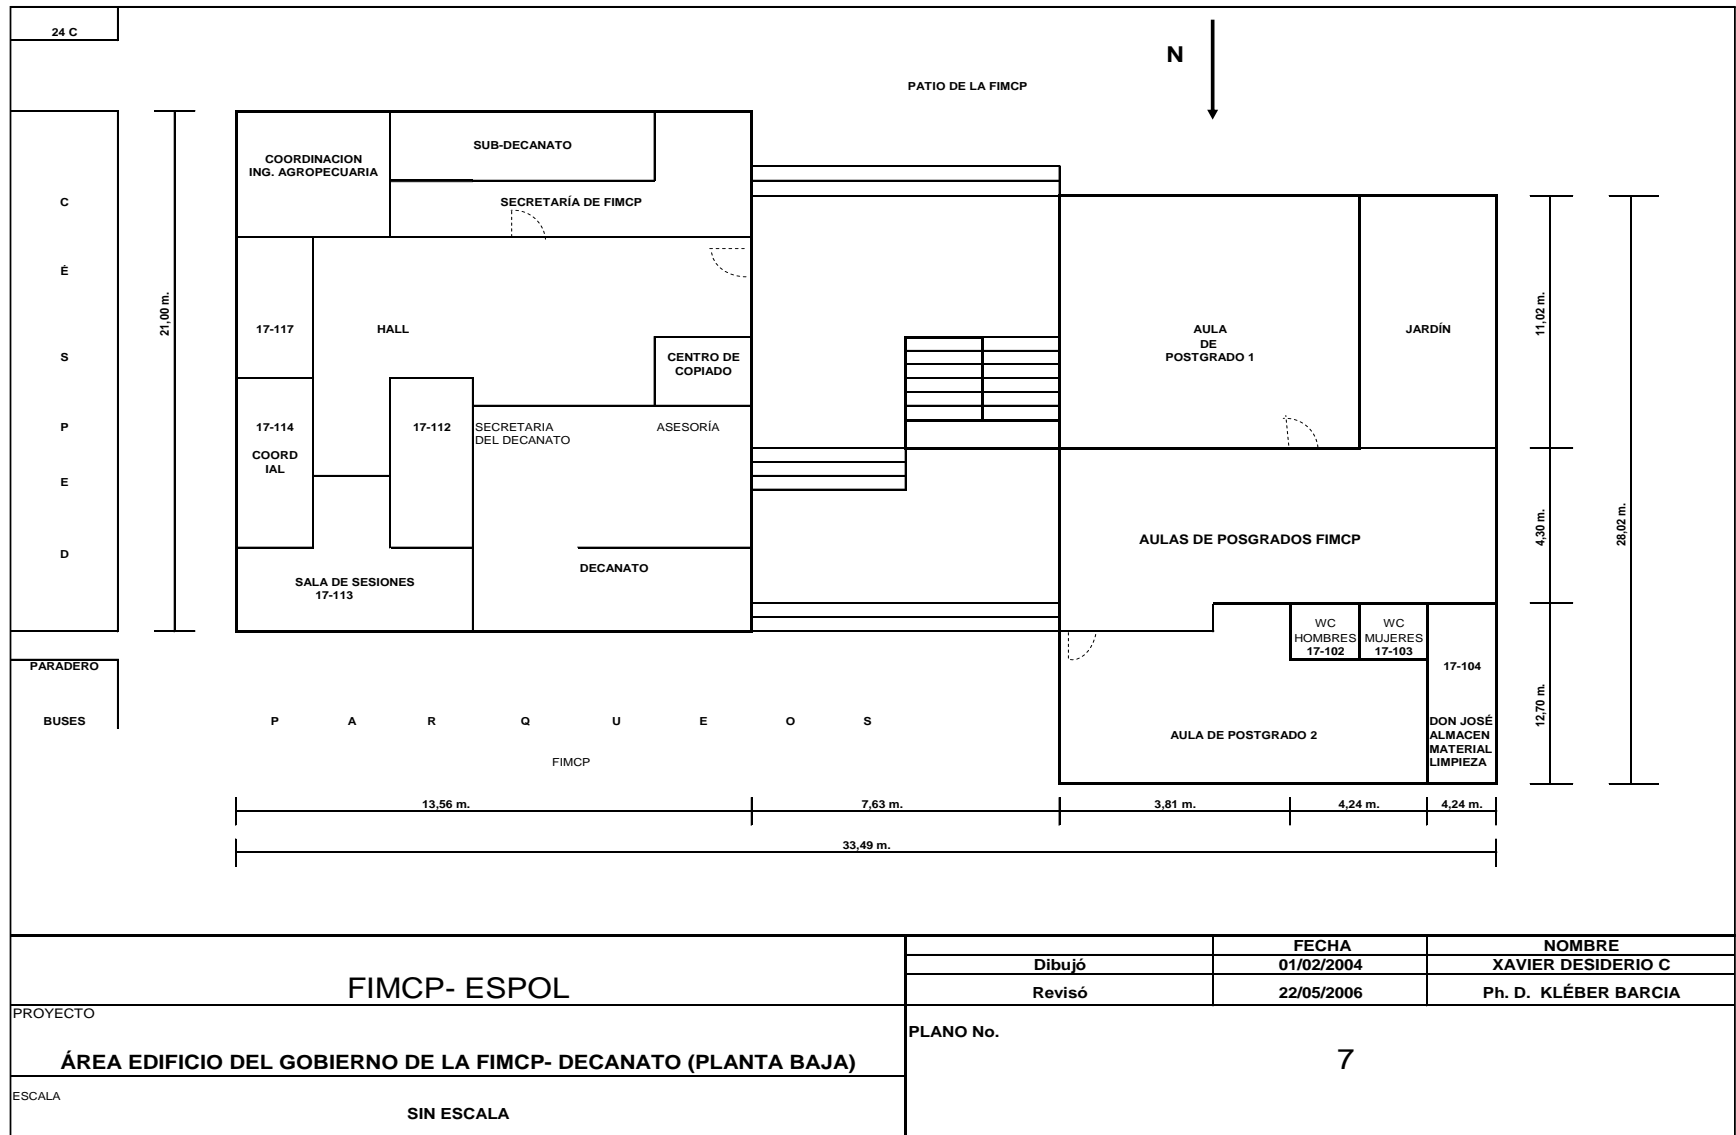 24 C
N
PATIO DE LA FIMCP
COORDINACION
ING. AGROPECUARIA
SUB-DECANATO
SECRETARÍA DE FIMCP
C
É
S
P
E
D
21,00 m.
17-117
HALL
CENTRO DE
COPIADO
17-114
COORD
IAL
17-112
SECRETARIA
DEL DECANATO
ASESORÍA
DECANATO
SALA DE SESIONES
17-113
AULA
DE
POSTGRADO 1
JARDÍN
11,02 m.
4,30 m.
28,02 m.
12,70 m.
AULAS DE POSGRADOS FIMCP
WC
HOMBRES
17-102
WC
MUJERES
17-103
17-104
DON JOSÉ
ALMACEN
MATERIAL
LIMPIEZA
AULA DE POSTGRADO 2
PARADERO
BUSES
P A R Q U E O S
FIMCP
13,56 m.
7,63 m.
3,81 m.
4,24 m.
4,24 m.
33,49 m.
FIMCP- ESPOL
FECHA NOMBRE
Dibujó 01/02/2004 XAVIER DESIDERIO C
Revisó 22/05/2006 Ph. D. KLÉBER BARCIA
PROYECTO
ÁREA EDIFICIO DEL GOBIERNO DE LA FIMCP- DECANATO (PLANTA BAJA)
PLANO No.
7
ESCALA
SIN ESCALA